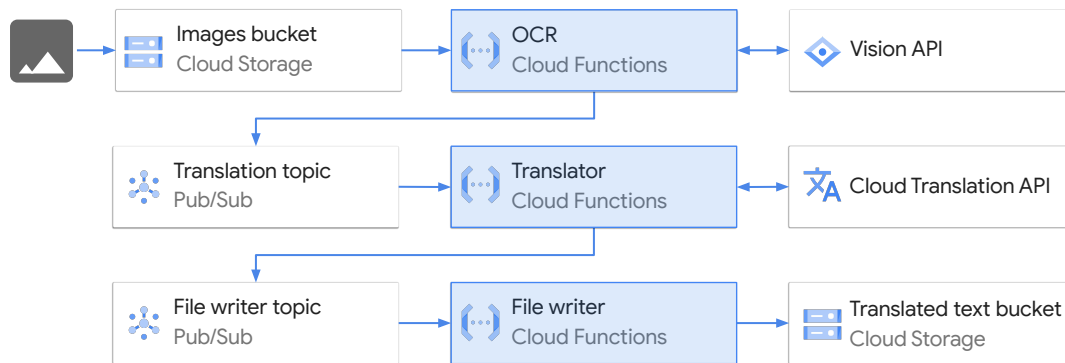 Images bucket
Cloud Storage
OCR
Cloud Functions
Vision API
Translation topic
Pub/Sub
Translator
Cloud Functions
Cloud Translation API
File writer topic
Pub/Sub
File writer
Cloud Functions
Translated text bucket
Cloud Storage